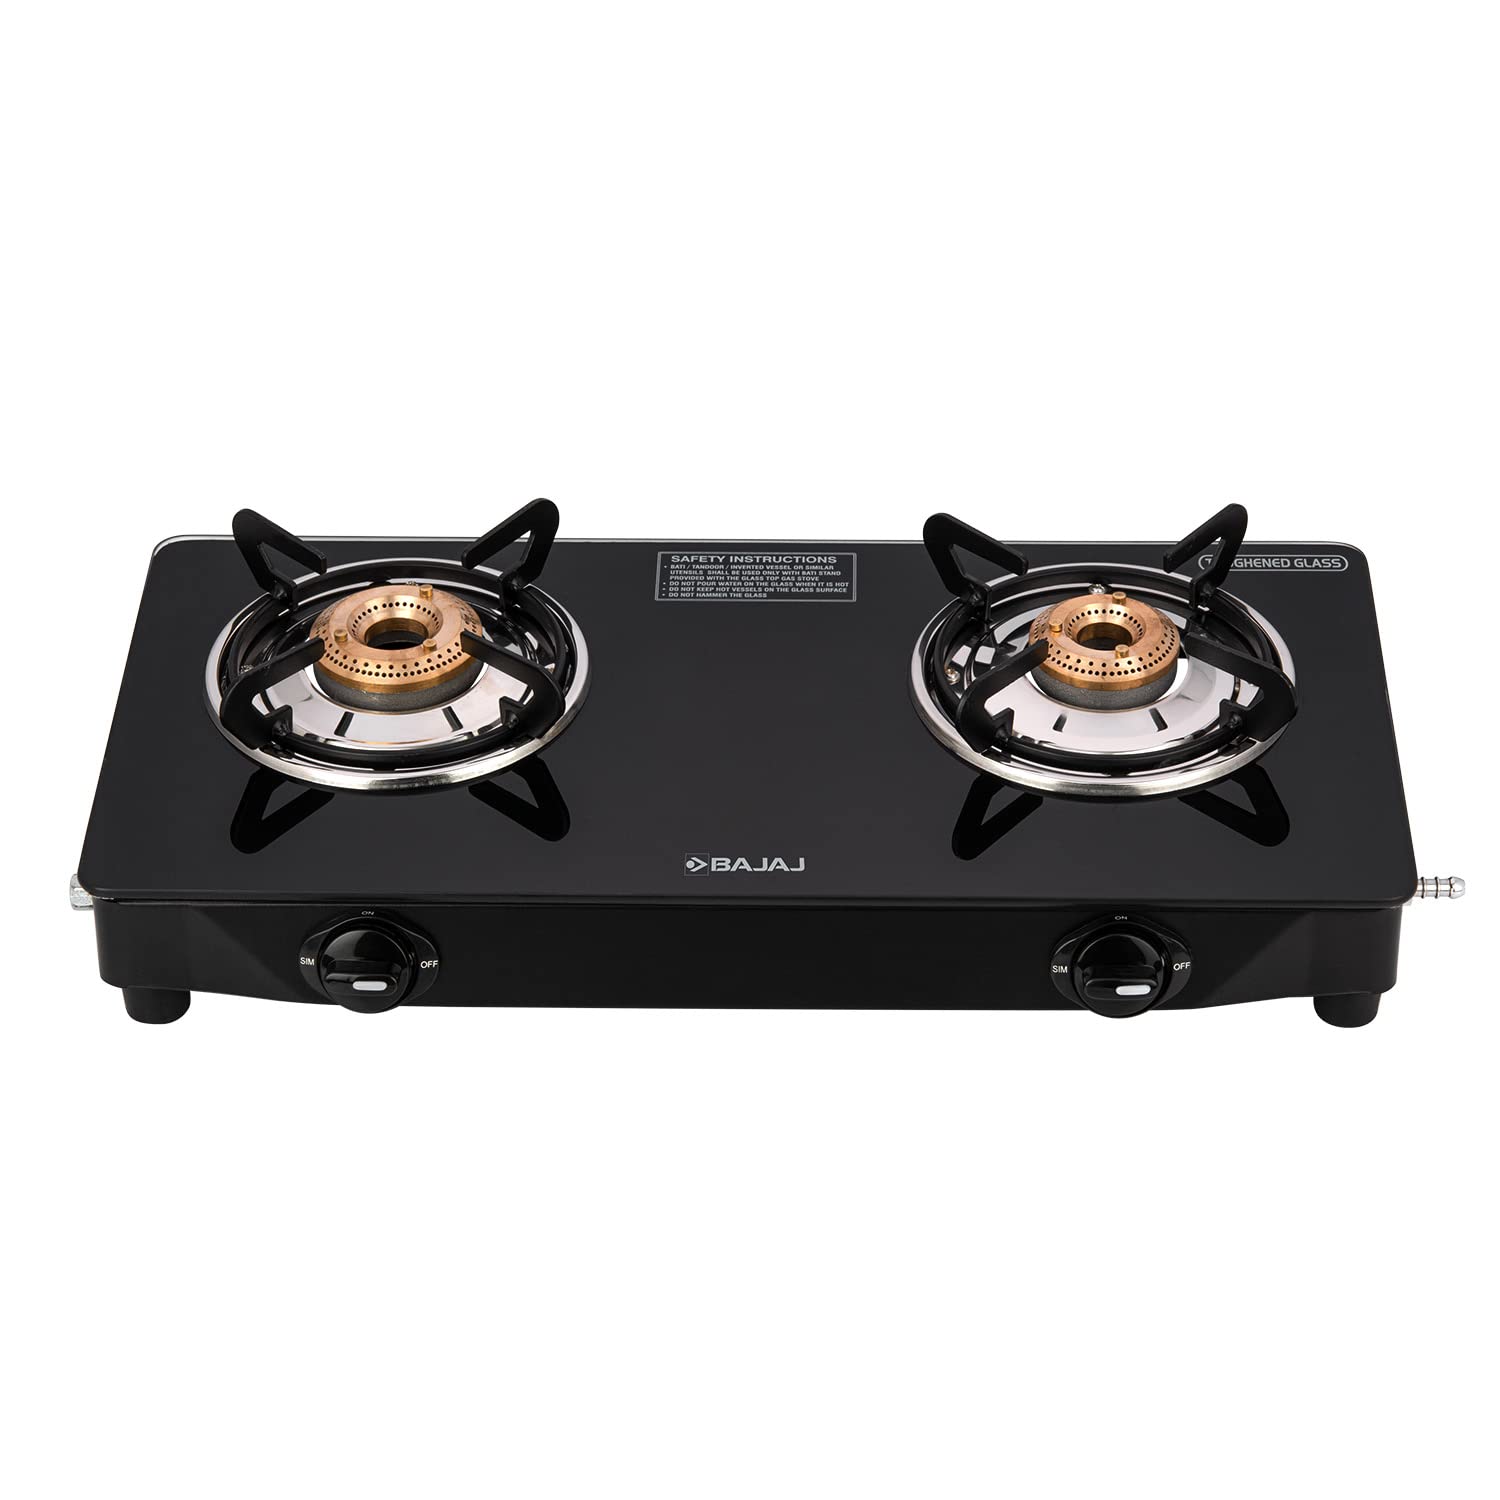 SAFETY INSTRUCTIONS
• BATI / TANDOOR / INVERTED VESSEL OR SIMILAR
UTENSILS SHALL BE USED ONLY WITH BATI STAND
PROVIDED WITH THE GLASS TOP GAS STOVE
• DO NOT POUR WATER ON THE GLASS WHEN IT IS HOT
• DO NOT KEEP HOT VESSELS ON THE GLASS SURFACE
• DO NOT HAMMER THE GLASS
GLASS
BAJAJ
ON
SIM
OFF
ON
SIM
OFF